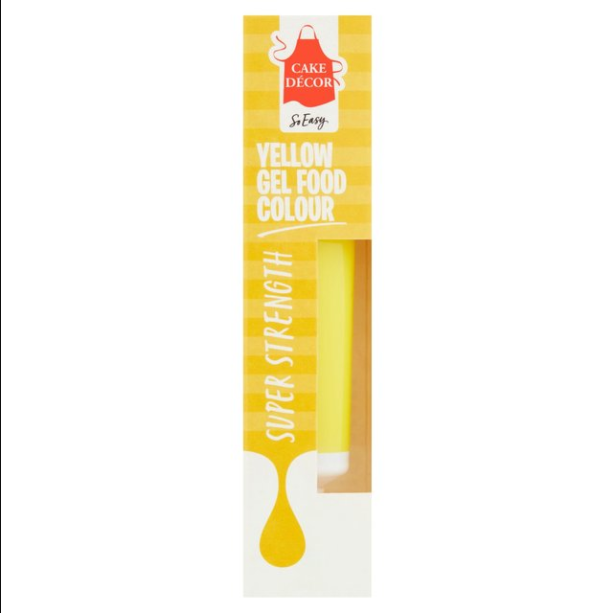 CAKE
DÉCOR
So Easy
YELLOW
GEL FOOD
COLOUR
SUPER STRENGTH